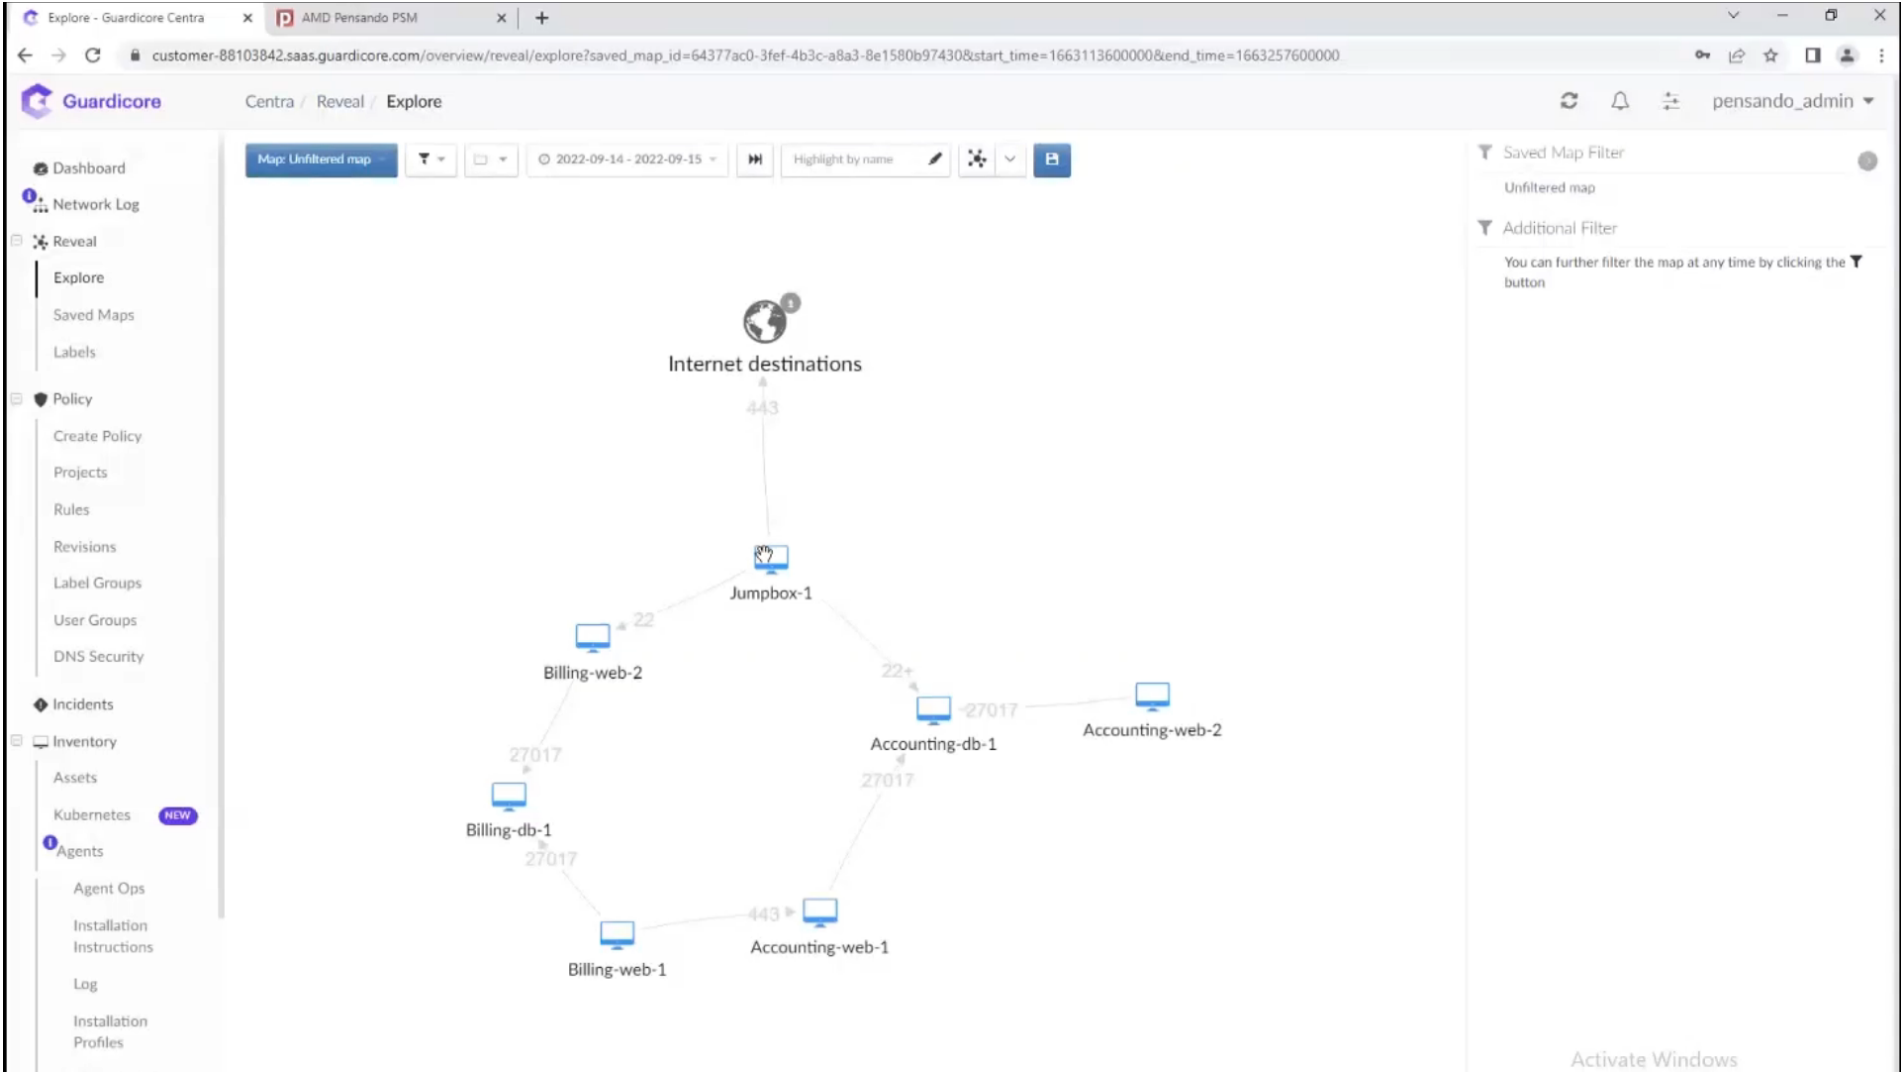 Explore - Guardicore Centra
AMD Pensando PSM
customer-88103842.saas.guardicore.com/overview/reveal/explore?saved_map_id=64377ac0-3fef-4b3c-a8a3-8e1580b97430&start_time=1663113600000&end_time=1663257600000
Guardicore
Centra / Reveal / Explore
pensando_admin
Dashboard
Network Log
Reveal
Explore
Saved Maps
Labels
Policy
Create Policy
Projects
Rules
Revisions
Label Groups
User Groups
DNS Security
Incidents
Inventory
Assets
Kubernetes NEW
Agents
Agent Ops
Installation
Instructions
Log
Installation
Profiles
Map: Unfiltered map
2022-09-14 - 2022-09-15
Highlight by name
Internet destinations
443
Jumpbox-1
22
Billing-web-2
22+
27017
Accounting-web-2
Accounting-db-1
27017
27017
Billing-db-1
27017
443
Accounting-web-1
Billing-web-1
Saved Map Filter
Unfiltered map
Additional Filter
You can further filter the map at any time by clicking the
button
Activate Windows